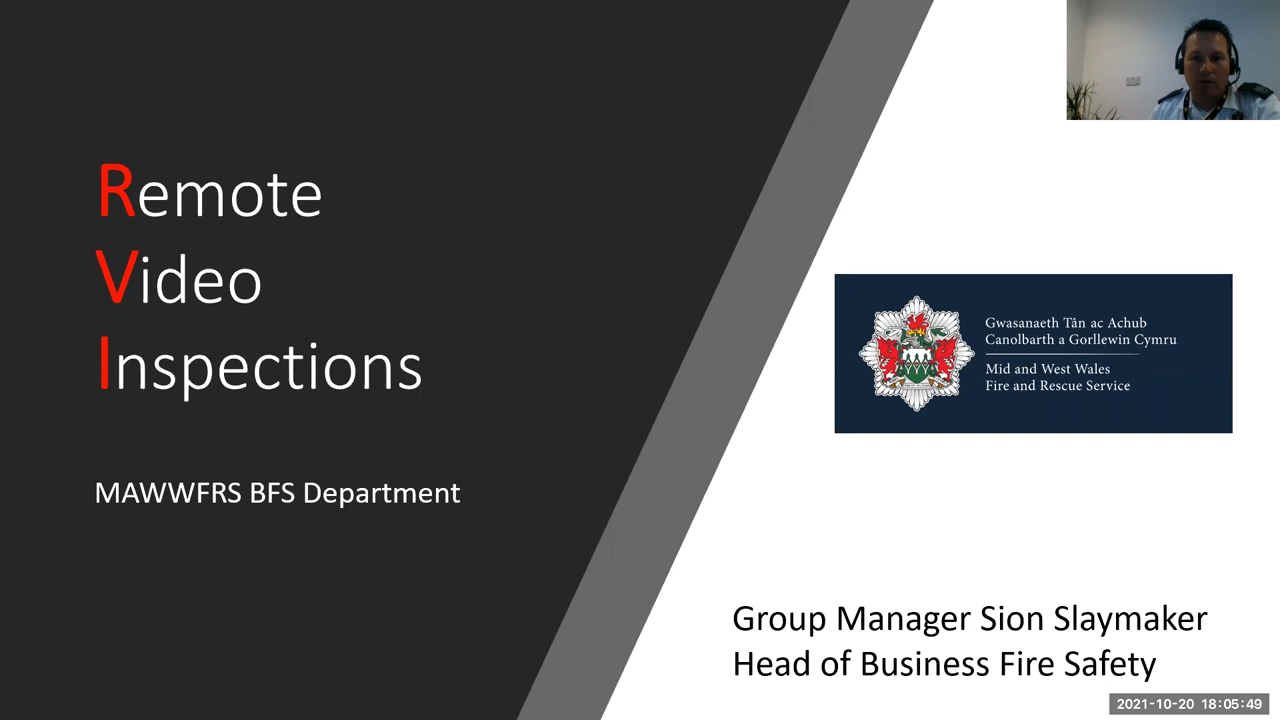 Remote
Video
Inspections
MAWWFRS BFS Department
Gwasanaeth Tân ac Achub
Canolbarth a Gorllewin Cymru
Mid and West Wales
Fire and Rescue Service
Group Manager Sion Slaymaker
Head of Business Fire Safety
2021-10-20 18:05:49